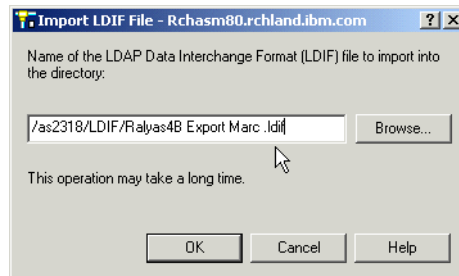 Import LDIF File - Rchasm80.rchland.ibm.com
Name of the LDAP Data Interchange Format (LDIF) file to import into
the directory:
/as2318/LDIF/Ralyas4B Export Marc .ldif
Browse...
This operation may take a long time.
OK
Cancel
Help